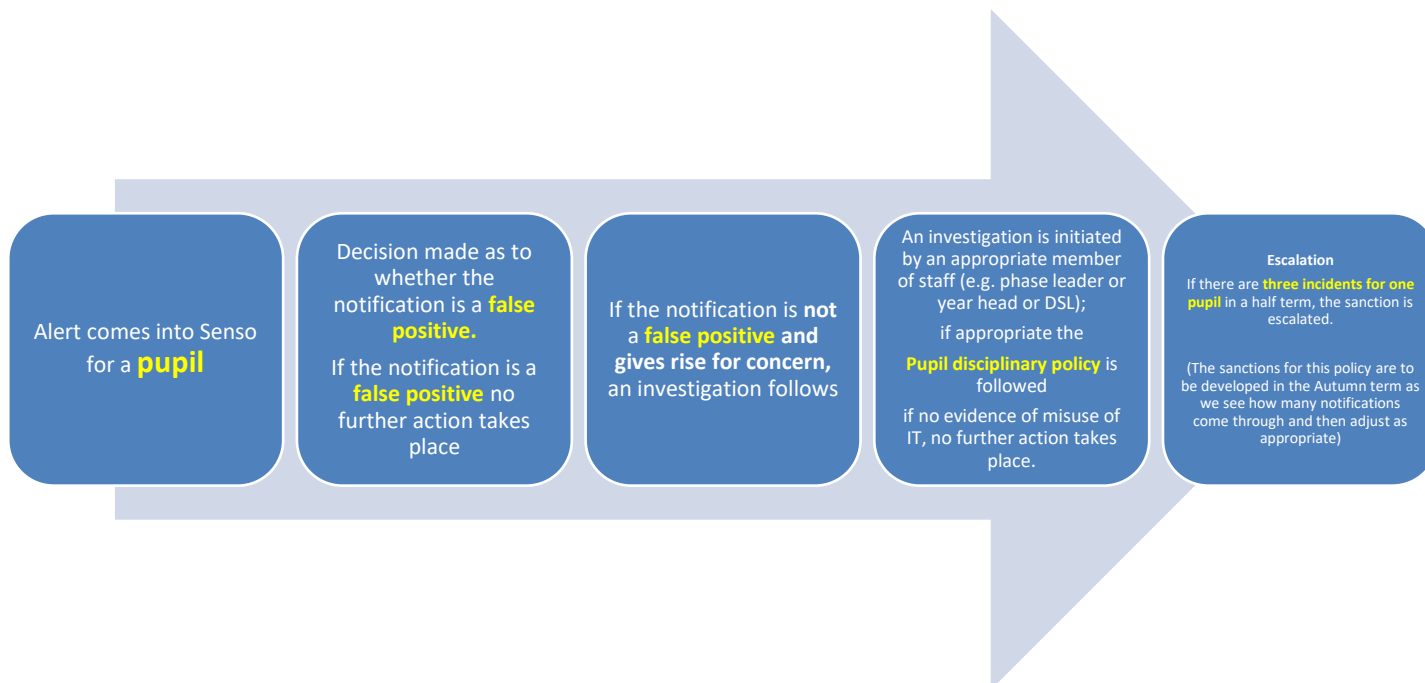 Alert comes into Senso
for a pupil
Decision made as to
whether the
notification is a false
positive.
If the notification is a
false positive no
further action takes
place
If the notification is not
a false positive and
gives rise for concern,
an investigation follows
An investigation is initiated
by an appropriate member
of staff (e.g. phase leader or
year head or DSL);
if appropriate the
Pupil disciplinary policy is
followed
if no evidence of misuse of
IT, no further action takes
place.
Escalation
If there are three incidents for one
pupil in a half term, the sanction is
escalated.
(The sanctions for this policy are to
be developed in the Autumn term as
we see how many notifications
come through and then adjust as
appropriate)